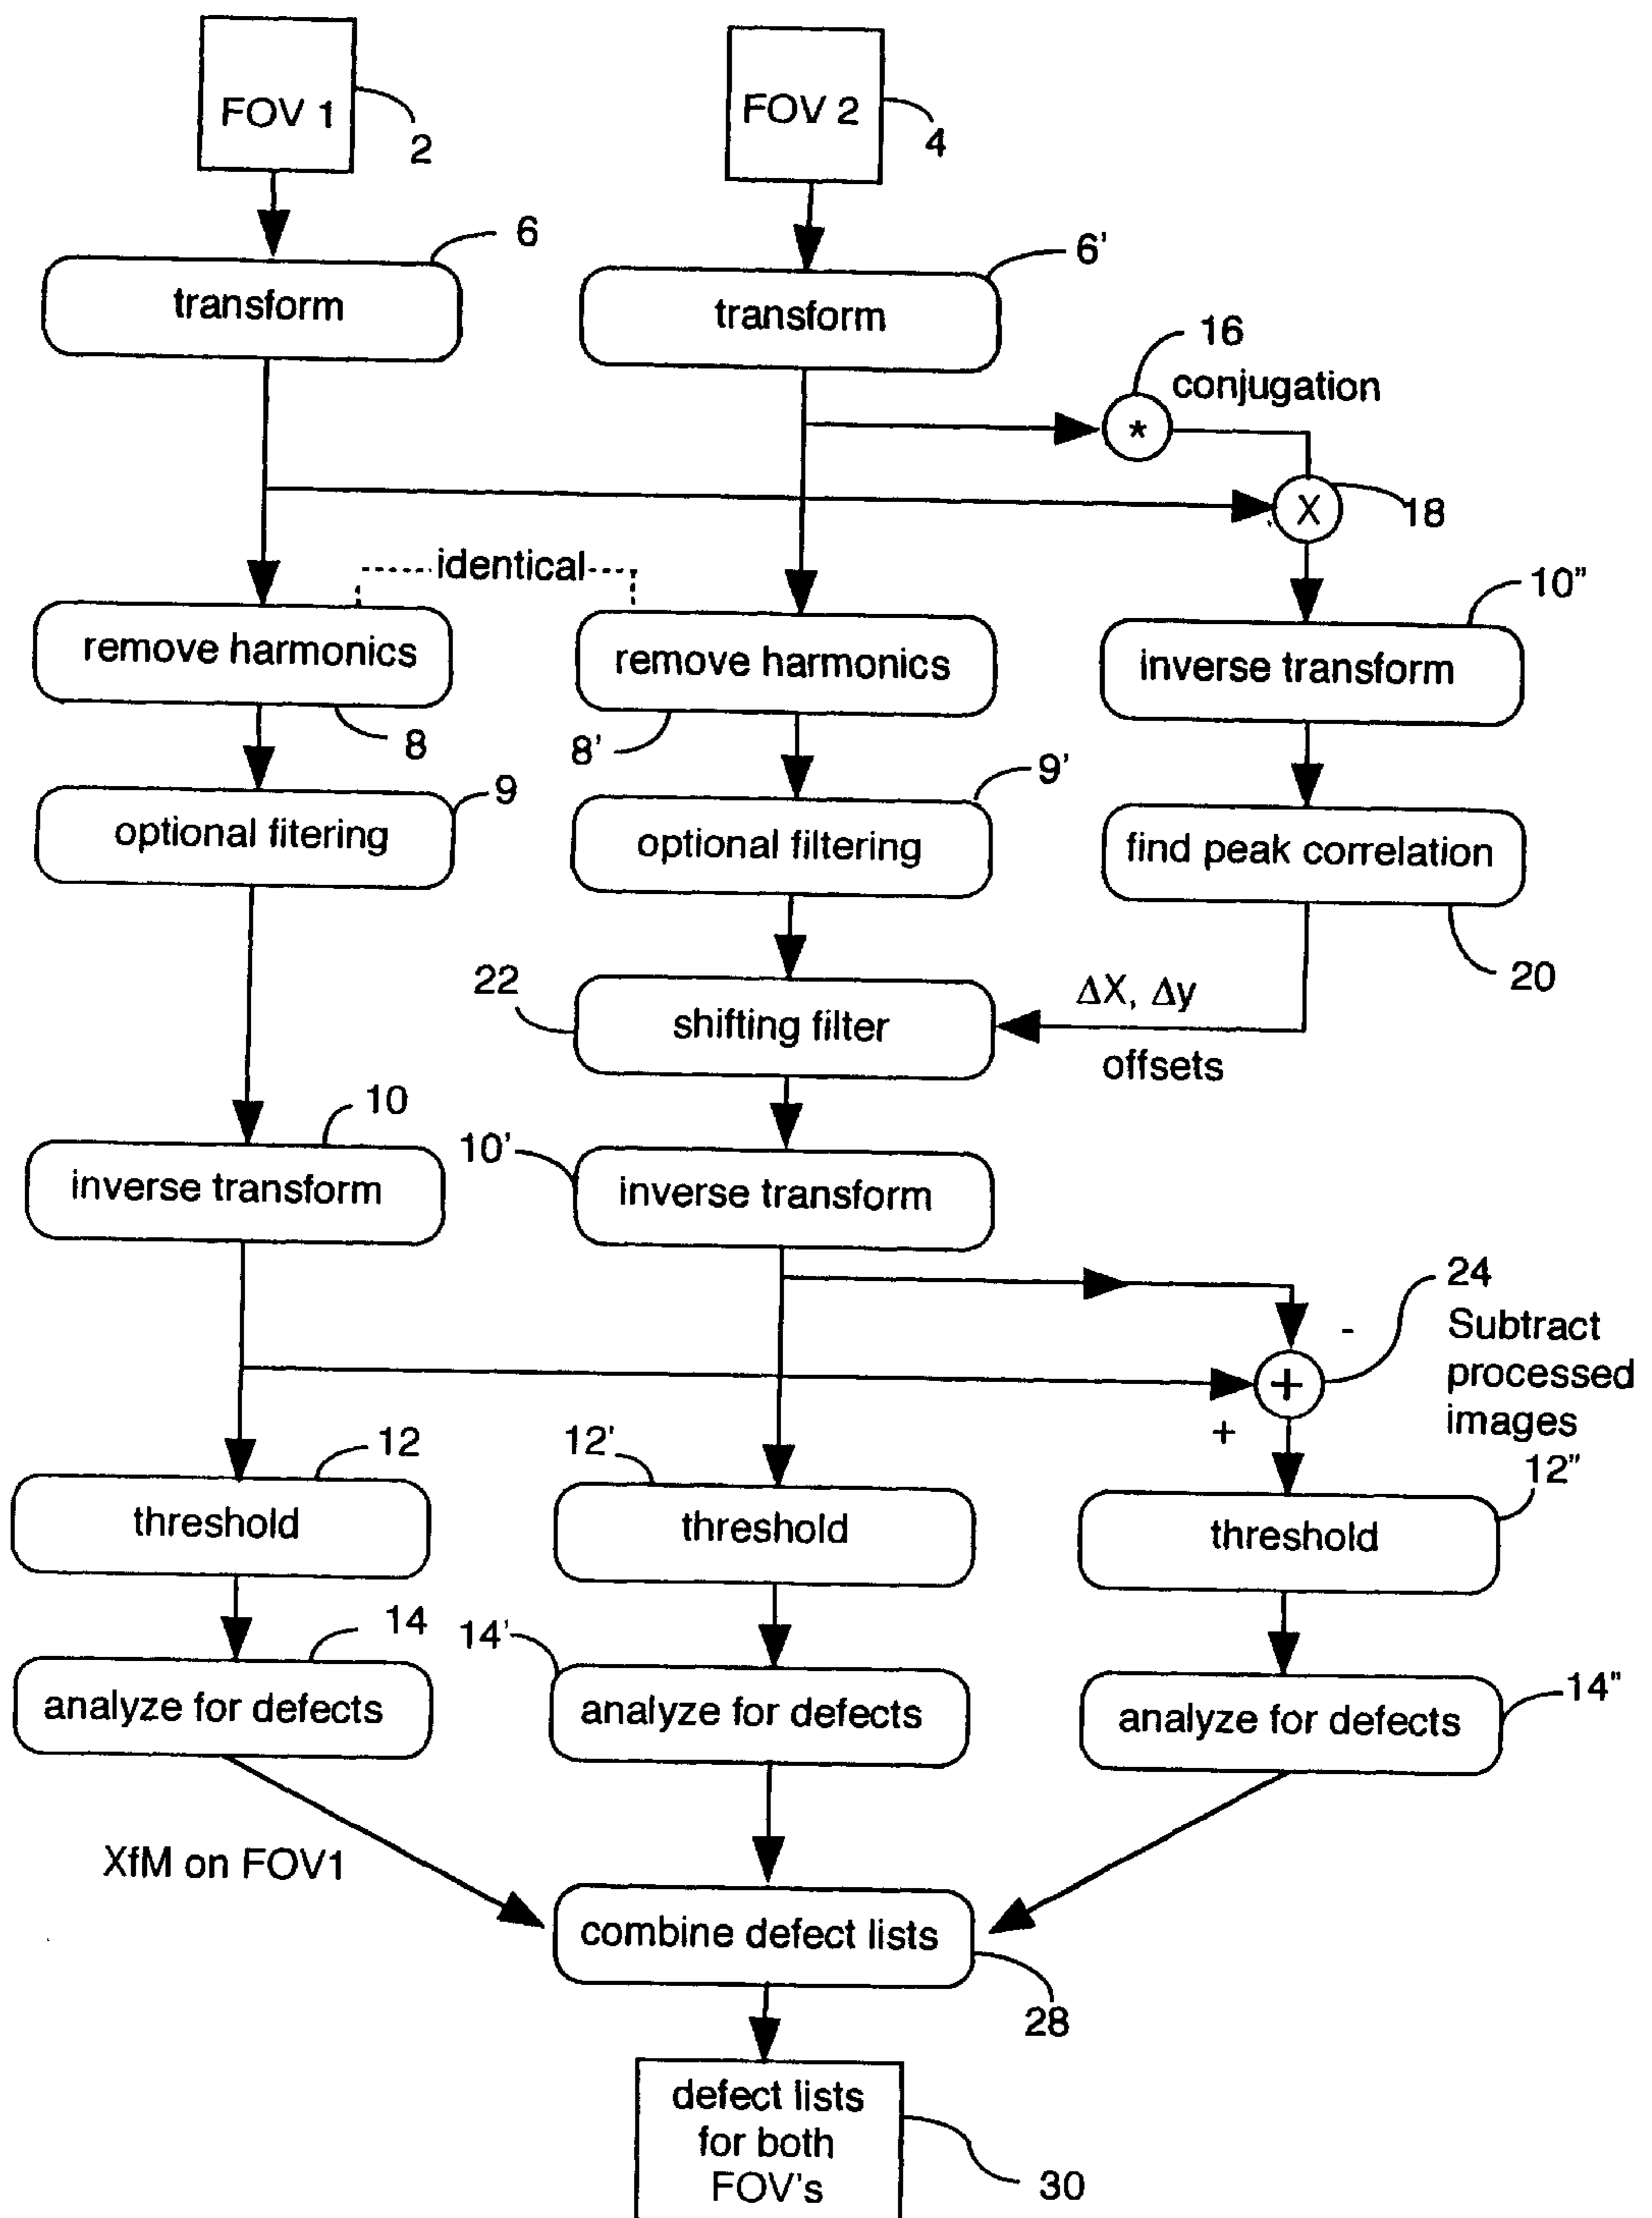 FOV 1
2
FOV 2
4
6
6'
transform
transform
16
conjugation
*
X
18
identical
10"
remove harmonics
remove harmonics
inverse transform
8
8'
9
9'
optional fitering
optional filtering
find peak correlation
20
22
shifting filter
ΔX, Δy
offsets
10
10'
inverse transform
inverse transform
24
-
Subtract
processed
images
+
+
12
12'
12"
threshold
threshold
threshold
14
14'
14"
analyze for defects
analyze for defects
analyze for defects
XfM on FOV1
combine defect lists
28
defect lists
for both
FOV's
30